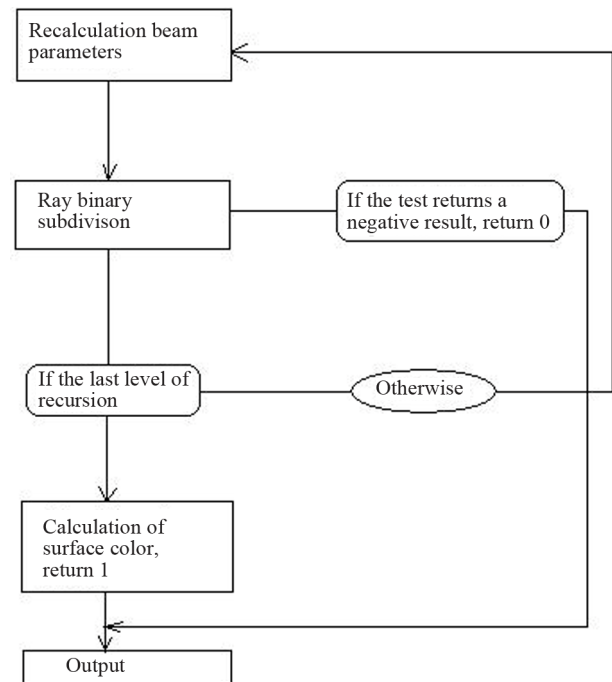 Recalculation beam
parameters
Ray binary
subdivison
If the test returns a
negative result, return 0
If the last level of
recursion
Otherwise
Calculation of
surface color,
return 1
Output